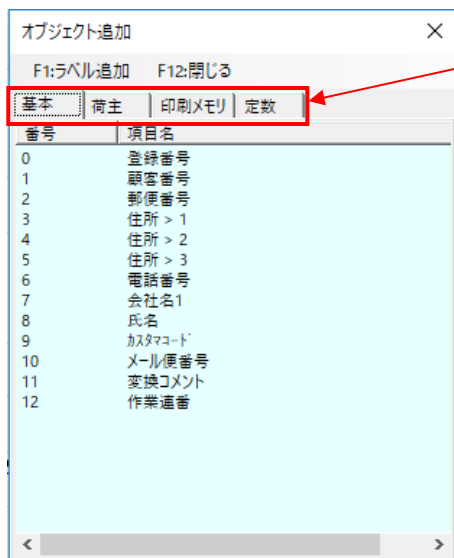 オブジェクト追加
F1:ラベル追加 F12:閉じる
基本 荷主 印刷メモリ 定数
番号 項目名
0 登録番号
1 顧客番号
2 郵便番号
3 住所 > 1
4 住所 > 2
5 住所 > 3
6 電話番号
7 会社名1
8 氏名
9 ｶｽﾀﾏｺｰﾄﾞ
10 メール便番号
11 変換コメント
12 作業連番